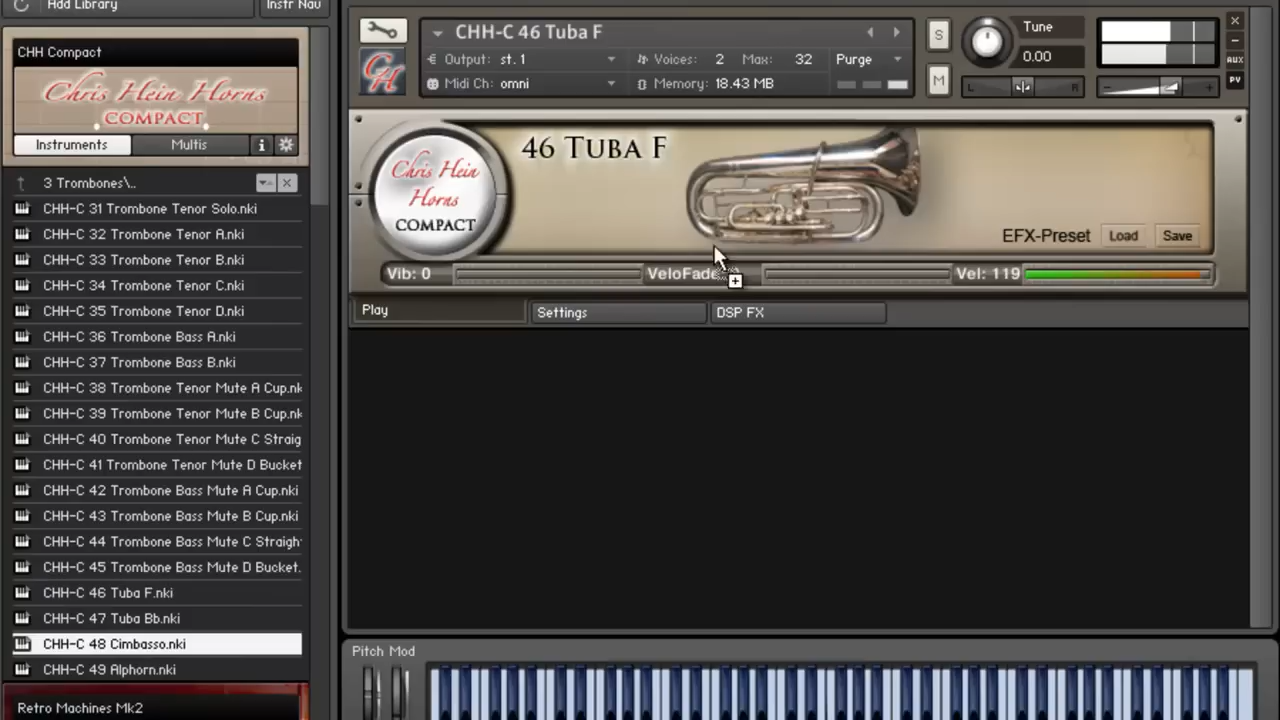 Add Library
Instr Nav
CHH Compact
Chris Hein Horns
COMPACT
Instruments
Multis
i
3 Trombones\..
CHH-C 31 Trombone Tenor Solo.nki
CHH-C 32 Trombone Tenor A.nki
CHH-C 33 Trombone Tenor B.nki
CHH-C 34 Trombone Tenor C.nki
CHH-C 35 Trombone Tenor D.nki
CHH-C 36 Trombone Bass A.nki
CHH-C 37 Trombone Bass B.nki
CHH-C 38 Trombone Tenor Mute A Cup.nk
CHH-C 39 Trombone Tenor Mute B Cup.nk
CHH-C 40 Trombone Tenor Mute C Straig
CHH-C 41 Trombone Tenor Mute D Bucket
CHH-C 42 Trombone Bass Mute A Cup.nki
CHH-C 43 Trombone Bass Mute B Cup.nki
CHH-C 44 Trombone Bass Mute C Straigh
CHH-C 45 Trombone Bass Mute D Bucket.
CHH-C 46 Tuba F.nki
CHH-C 47 Tuba Bb.nki
CHH-C 48 Cimbasso.nki
CHH-C 49 Alphorn.nki
Retro Machines Mk2
CHH-C 46 Tuba F
Output: st. 1
Voices: 2 Max: 32
Purge
Midi Ch: omni
Memory: 18.43 MB
S
M
Tune
0.00
L
R
AUX
PV
Chris Hein
Horns
COMPACT
46 TUBA F
EFX-Preset
Load
Save
Vib: 0
Vel: 119
Play
Settings
DSP FX
Pitch Mod